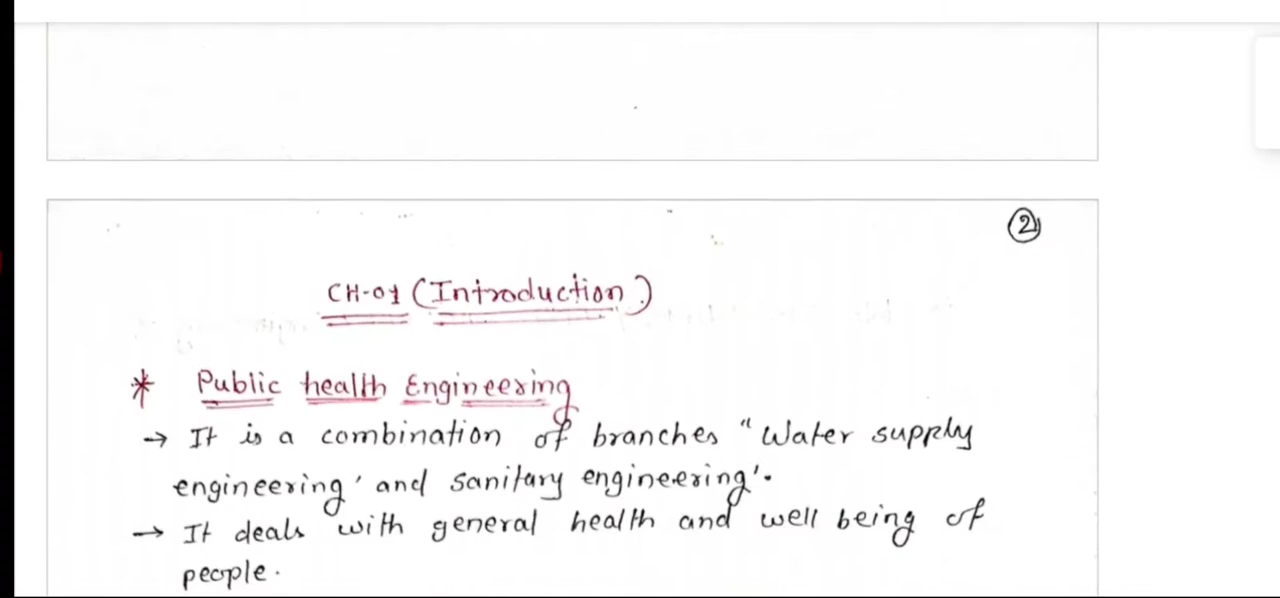 ②
CH-01 (Introduction)
* Public health Engineering
→ It is a combination of branches "Water supply
engineering' and sanitary engineering'.
→ It deals with general health and well being of
people.